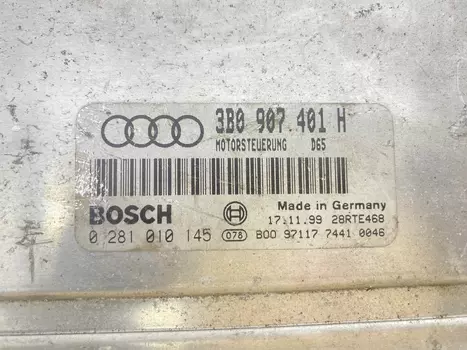 3B0 907 401 H
MOTORSTEUERUNG D65
BOSCH
Made in Germany
17.11.99 28RTE468
0 281 010 145 078 B00 97117 7441 0046